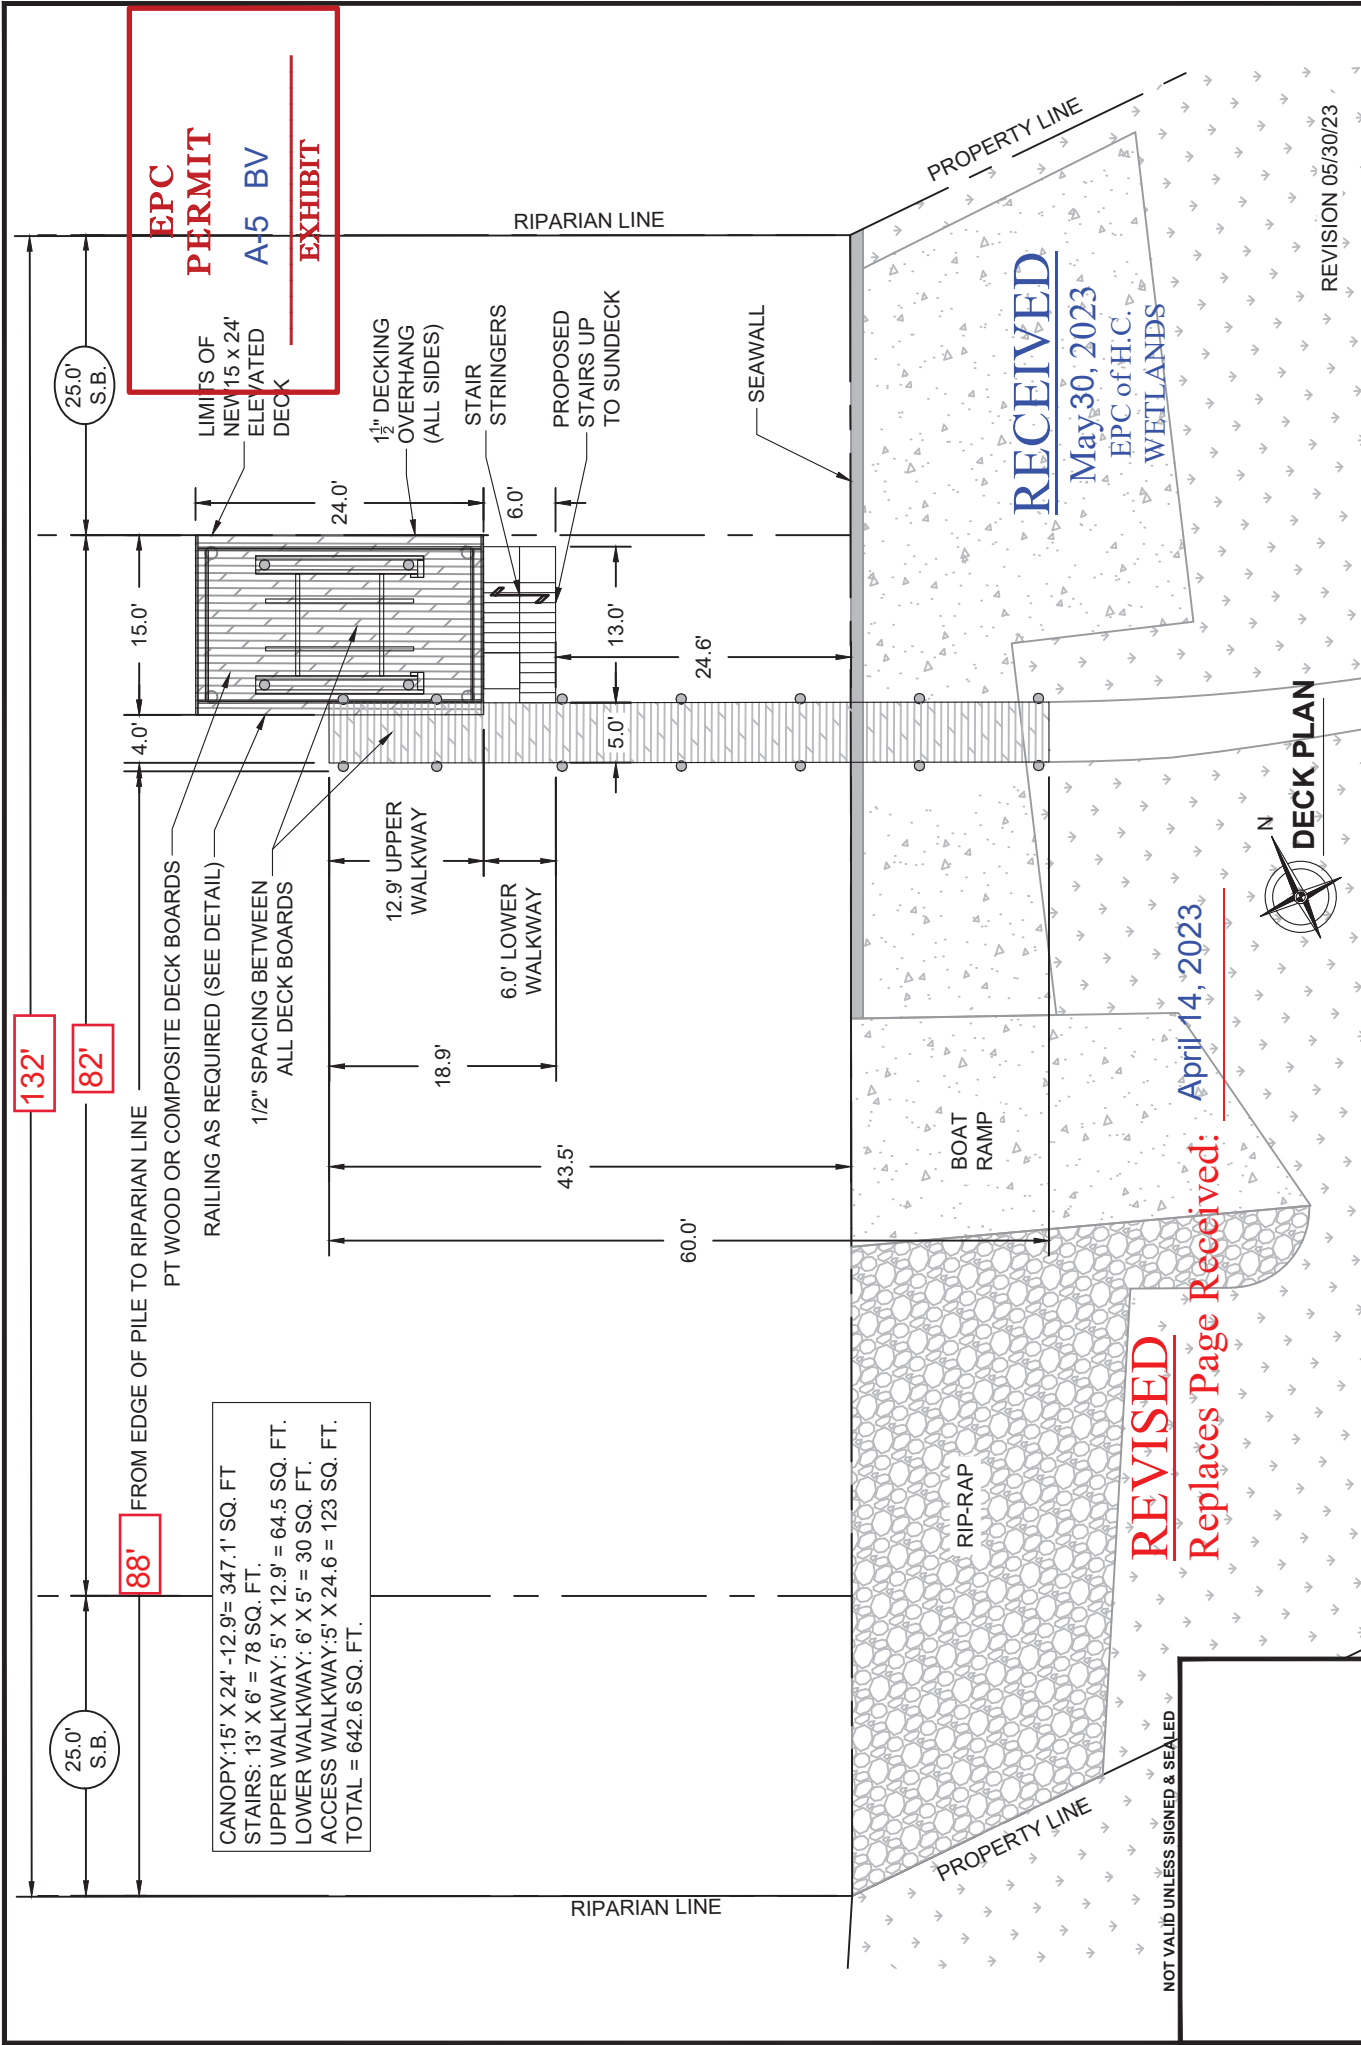 132'
82'
25.0'
S.B.
25.0'
S.B.
88'
FROM EDGE OF PILE TO RIPARIAN LINE
4.0'
15.0'
EPC
PERMIT
A-5 BV
EXHIBIT
PT WOOD OR COMPOSITE DECK BOARDS
RAILING AS REQUIRED (SEE DETAIL)
1/2" SPACING BETWEEN
ALL DECK BOARDS
LIMITS OF
NEW 15 x 24'
ELEVATED
DECK
24.0'
1½" DECKING
OVERHANG
(ALL SIDES)
STAIR
STRINGERS
6.0'
PROPOSED
STAIRS UP
TO SUNDECK
CANOPY:15' X 24' -12.9'= 347.1' SQ. FT
STAIRS: 13' X 6' = 78 SQ. FT.
UPPER WALKWAY: 5' X 12.9' = 64.5 SQ. FT.
LOWER WALKWAY: 6' X 5' = 30 SQ. FT.
ACCESS WALKWAY:5' X 24.6 = 123 SQ. FT.
TOTAL = 642.6 SQ. FT.
12.9' UPPER
WALKWAY
6.0' LOWER
WALKWAY
18.9'
43.5'
60.0'
5.0'
13.0'
24.6'
RIPARIAN LINE
RIPARIAN LINE
SEAWALL
PROPERTY LINE
PROPERTY LINE
BOAT
RAMP
RIP-RAP
RECEIVED
May 30, 2023
EPC of H.C.
WETLANDS
REVISED
Replaces Page Received:
April 14, 2023
N
DECK PLAN
NOT VALID UNLESS SIGNED & SEALED
REVISION 05/30/23